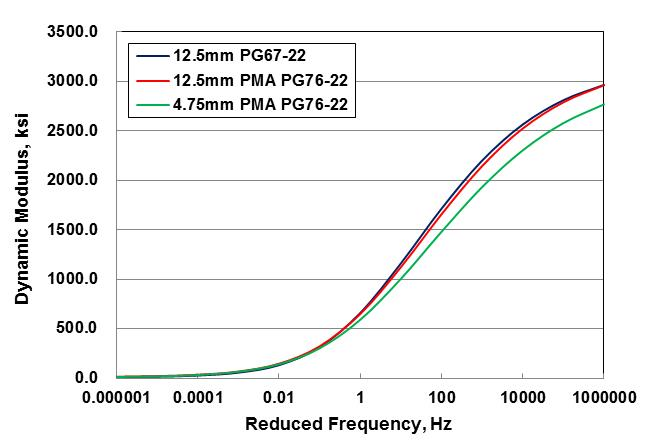 3500.0
3000.0
2500.0
2000.0
1500.0
1000.0
500.0
0.0
Dynamic Modulus, ksi
12.5mm PG67-22
12.5mm PMA PG76-22
4.75mm PMA PG76-22
0.000001 0.0001 0.01 1 100 10000 1000000
Reduced Frequency, Hz